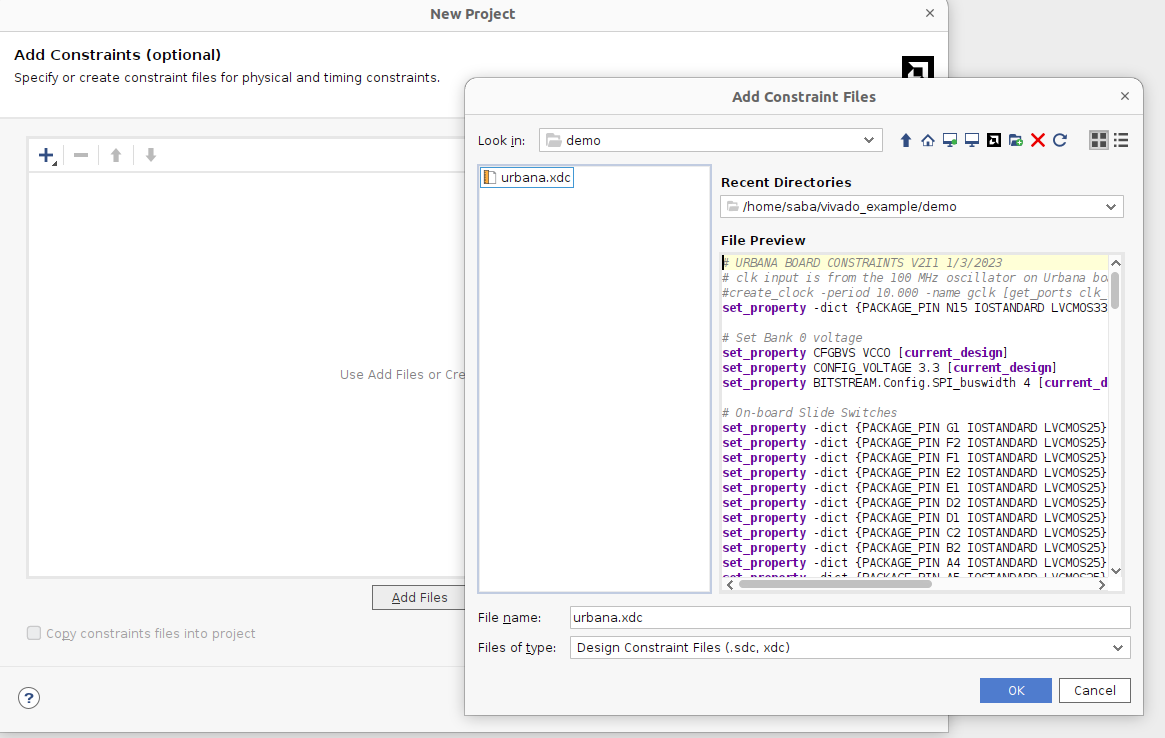 New Project
Add Constraints (optional)
Specify or create constraint files for physical and timing constraints.
Use Add Files or Cre
Add Files
Copy constraints files into project
?
Add Constraint Files
Look in:
demo
urbana.xdc
Recent Directories
/home/saba/vivado_example/demo
File Preview
# URBANA BOARD CONSTRAINTS V2I1 1/3/2023
# clk input is from the 100 MHz oscillator on Urbana bo
#create_clock -period 10.000 -name gclk [get_ports clk_
set_property -dict {PACKAGE_PIN N15 IOSTANDARD LVCMOS33
# Set Bank 0 voltage
set_property CFGBVS VCCO [current_design]
set_property CONFIG_VOLTAGE 3.3 [current_design]
set_property BITSTREAM.Config.SPI_buswidth 4 [current_d
# On-board Slide Switches
set_property -dict {PACKAGE_PIN G1 IOSTANDARD LVCMOS25}
set_property -dict {PACKAGE_PIN F2 IOSTANDARD LVCMOS25}
set_property -dict {PACKAGE_PIN F1 IOSTANDARD LVCMOS25}
set_property -dict {PACKAGE_PIN E2 IOSTANDARD LVCMOS25}
set_property -dict {PACKAGE_PIN E1 IOSTANDARD LVCMOS25}
set_property -dict {PACKAGE_PIN D2 IOSTANDARD LVCMOS25}
set_property -dict {PACKAGE_PIN D1 IOSTANDARD LVCMOS25}
set_property -dict {PACKAGE_PIN C2 IOSTANDARD LVCMOS25}
set_property -dict {PACKAGE_PIN B2 IOSTANDARD LVCMOS25}
set_property -dict {PACKAGE_PIN A4 IOSTANDARD LVCMOS25}
set_property -dict {PACKAGE_PIN A5 IOSTANDARD LVCMOS25}
File name:
urbana.xdc
Files of type:
Design Constraint Files (.sdc, xdc)
OK
Cancel